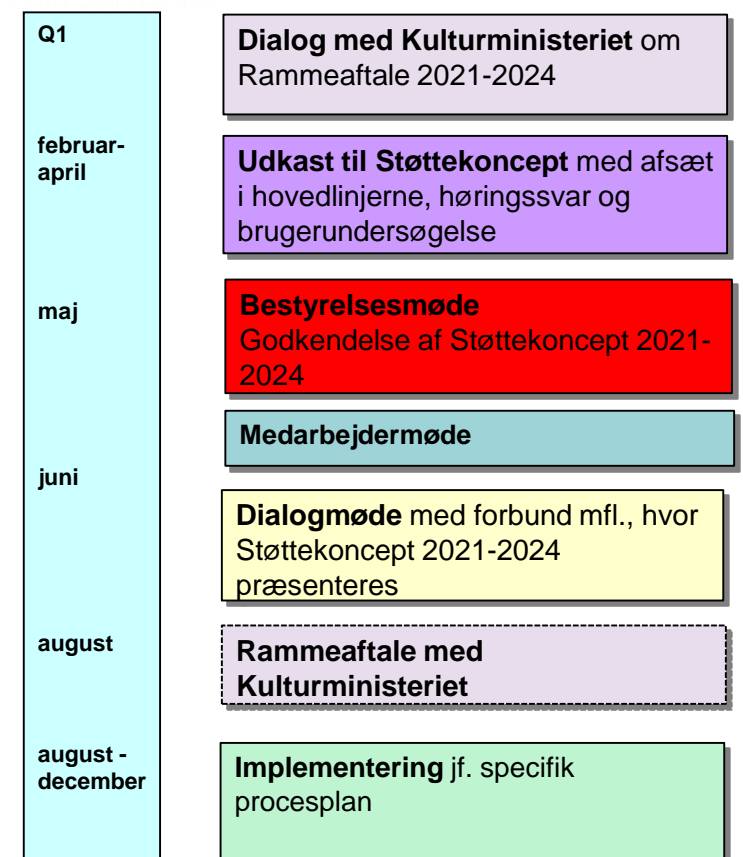 Q1
Dialog med Kulturministeriet om
Rammeaftale 2021-2024
februar-
april
Udkast til Støttekoncept med afsæt
i hovedlinjerne, høringssvar og
brugerundersøgelse
maj
Bestyrelsesmøde
Godkendelse af Støttekoncept 2021-
2024
Medarbejdermøde
juni
Dialogmøde med forbund mfl., hvor
Støttekoncept 2021-2024
præsenteres
august
Rammeaftale med
Kulturministeriet
august -
december
Implementering jf. specifik
procesplan